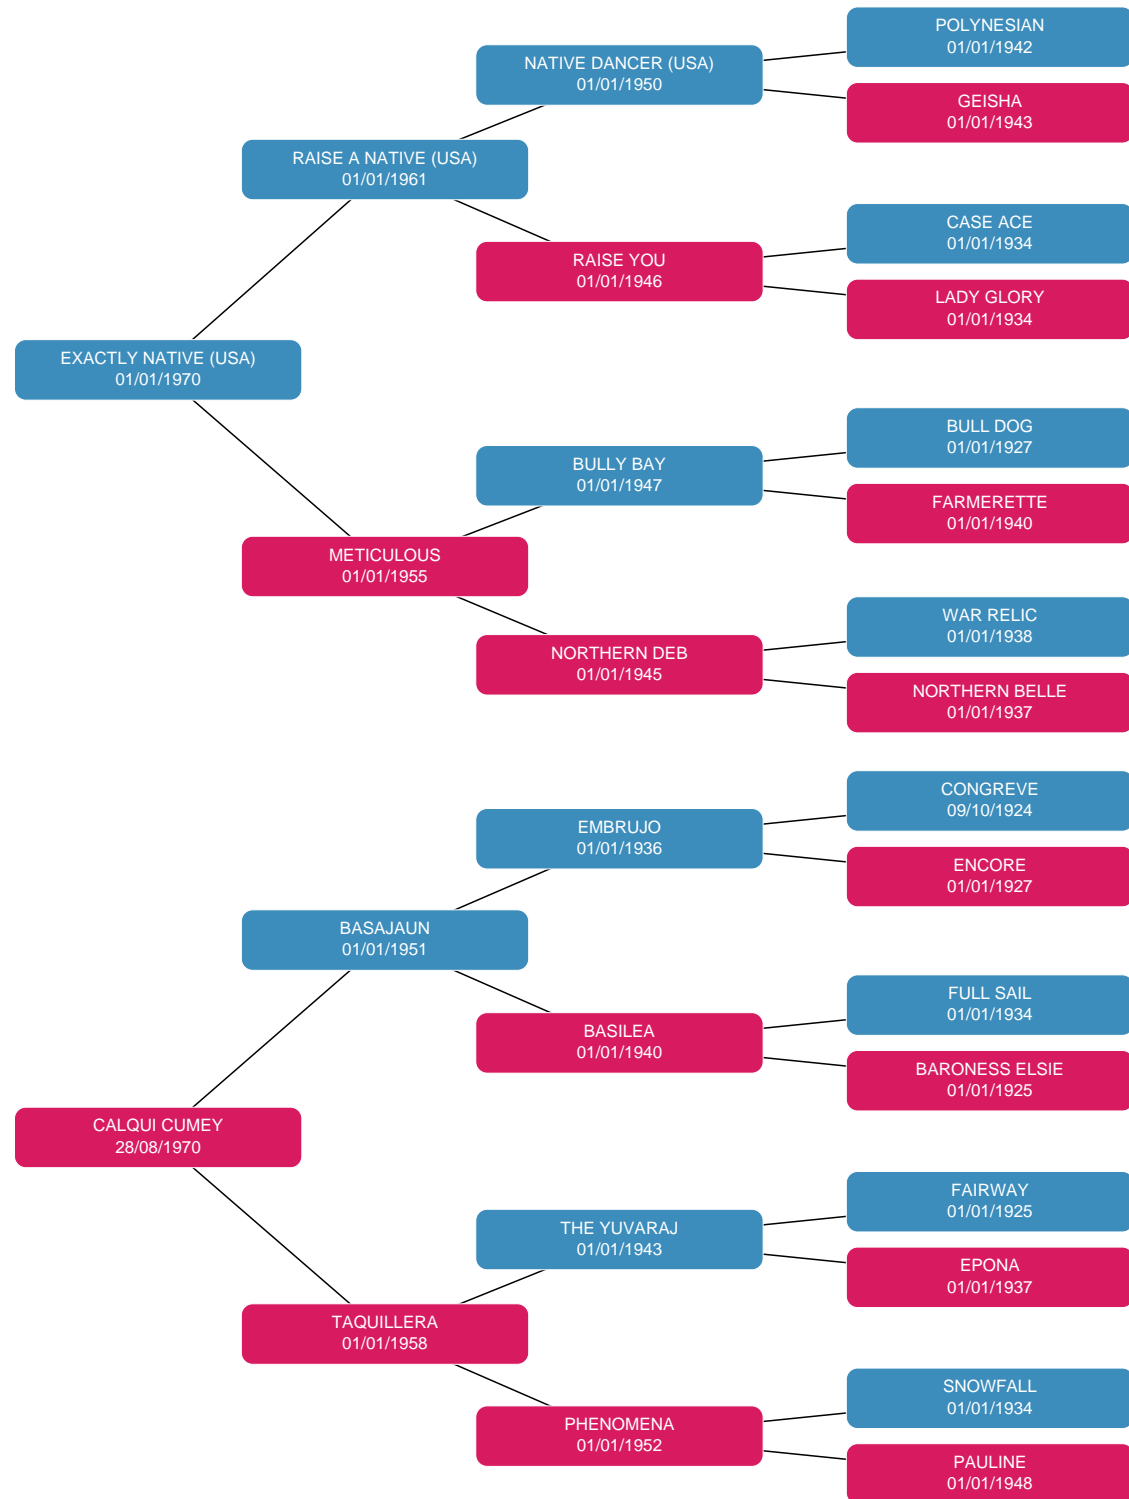 POLYNESIAN
01/01/1942
NATIVE DANCER (USA)
01/01/1950
GEISHA
01/01/1943
RAISE A NATIVE (USA)
01/01/1961
CASE ACE
01/01/1934
RAISE YOU
01/01/1946
LADY GLORY
01/01/1934
EXACTLY NATIVE (USA)
01/01/1970
BULL DOG
01/01/1927
BULLY BAY
01/01/1947
FARMERETTE
01/01/1940
METICULOUS
01/01/1955
WAR RELIC
01/01/1938
NORTHERN DEB
01/01/1945
NORTHERN BELLE
01/01/1937
CONGREVE
09/10/1924
EMBRUJO
01/01/1936
ENCORE
01/01/1927
BASAJAUN
01/01/1951
FULL SAIL
01/01/1934
BASILEA
01/01/1940
BARONESS ELSIE
01/01/1925
CALQUI CUMEY
28/08/1970
FAIRWAY
01/01/1925
THE YUVARAJ
01/01/1943
EPONA
01/01/1937
TAQUILLERA
01/01/1958
SNOWFALL
01/01/1934
PHENOMENA
01/01/1952
PAULINE
01/01/1948